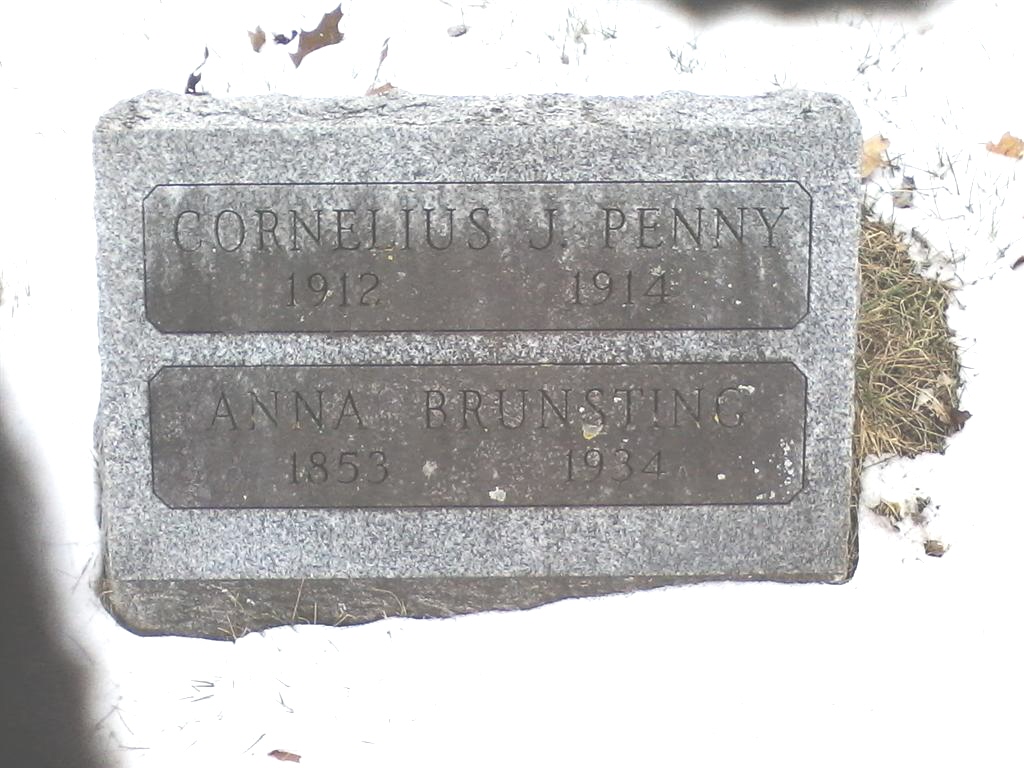 CORNELIUS J. PENNY
1912 1914
ANNA BRUNSTING
1853 1934